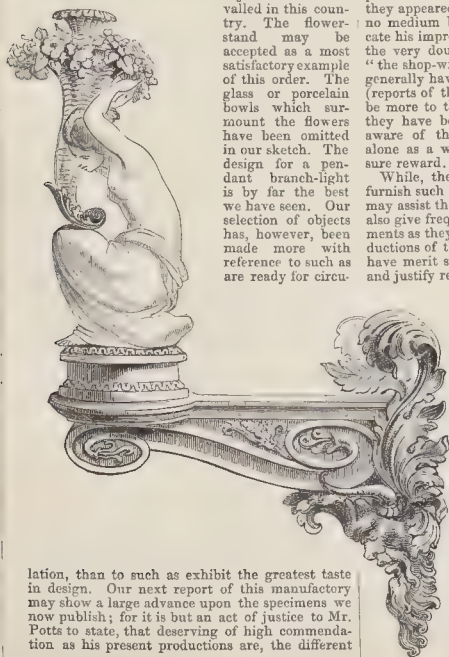 valled in this coun-
try. The flower-
stand may be
accepted as a most
satisfactory example
of this order. The
glass or porcelain
bowls which sur-
mount the flowers
have been omitted
in our sketch. The
design for a pen-
dant branch-light
is by far the best
we have seen. Our
selection of objects
has, however, been
made more with
reference to such as
are ready for circu-
lation, than to such as exhibit the greatest taste
in design. Our next report of this manufactory
may show a large advance upon the specimens we
now publish; for it is but an act of justice to Mr.
Potts to state, that deserving of high commenda-
tion as his present productions are, the different
they appeared
no medium
cate his impr
the very dou
"the shop-w
generally hav
(reports of th
be more to t
they have b
aware of th
alone as a w
sure reward.
While, the
furnish such
may assist th
also give freq
ments as they
ductions of t
have merit s
and justify re